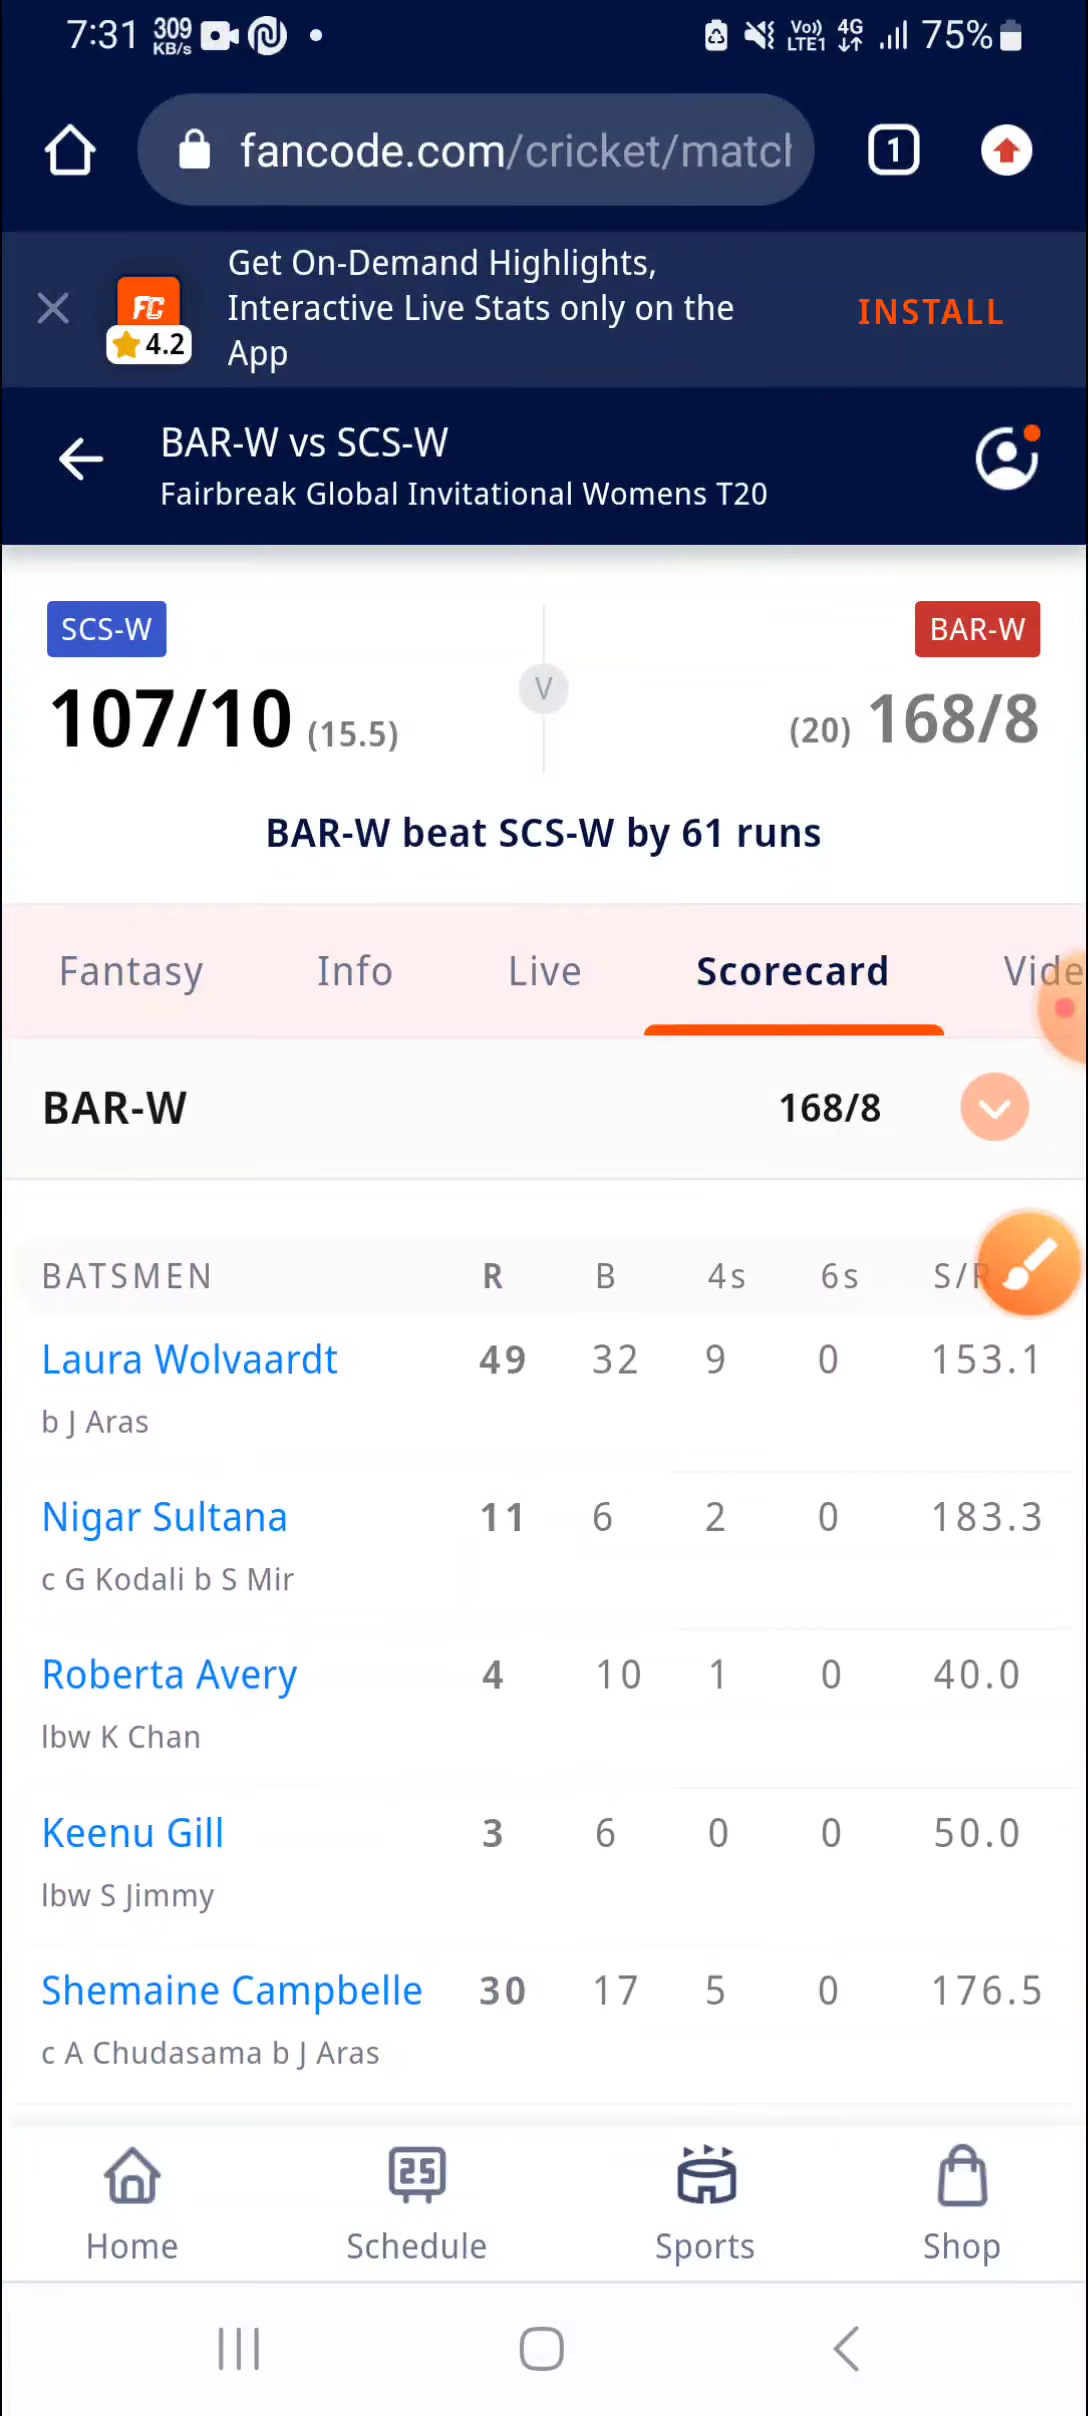 7:31 309 KB/s Vo)) LTE1 4G 75%
fancode.com/cricket/matcl 1
Get On-Demand Highlights,
Interactive Live Stats only on the
App
FC
4.2
INSTALL
BAR-W vs SCS-W
Fairbreak Global Invitational Womens T20
SCS-W BAR-W
107/10 (15.5) V (20) 168/8
BAR-W beat SCS-W by 61 runs
Fantasy Info Live Scorecard Vide
BAR-W 168/8
BATSMEN R B 4s 6s S/R
Laura Wolvaardt 49 32 9 0 153.1
b J Aras
Nigar Sultana 11 6 2 0 183.3
c G Kodali b S Mir
Roberta Avery 4 10 1 0 40.0
lbw K Chan
Keenu Gill 3 6 0 0 50.0
lbw S Jimmy
Shemaine Campbelle 30 17 5 0 176.5
c A Chudasama b J Aras
25
Home Schedule Sports Shop